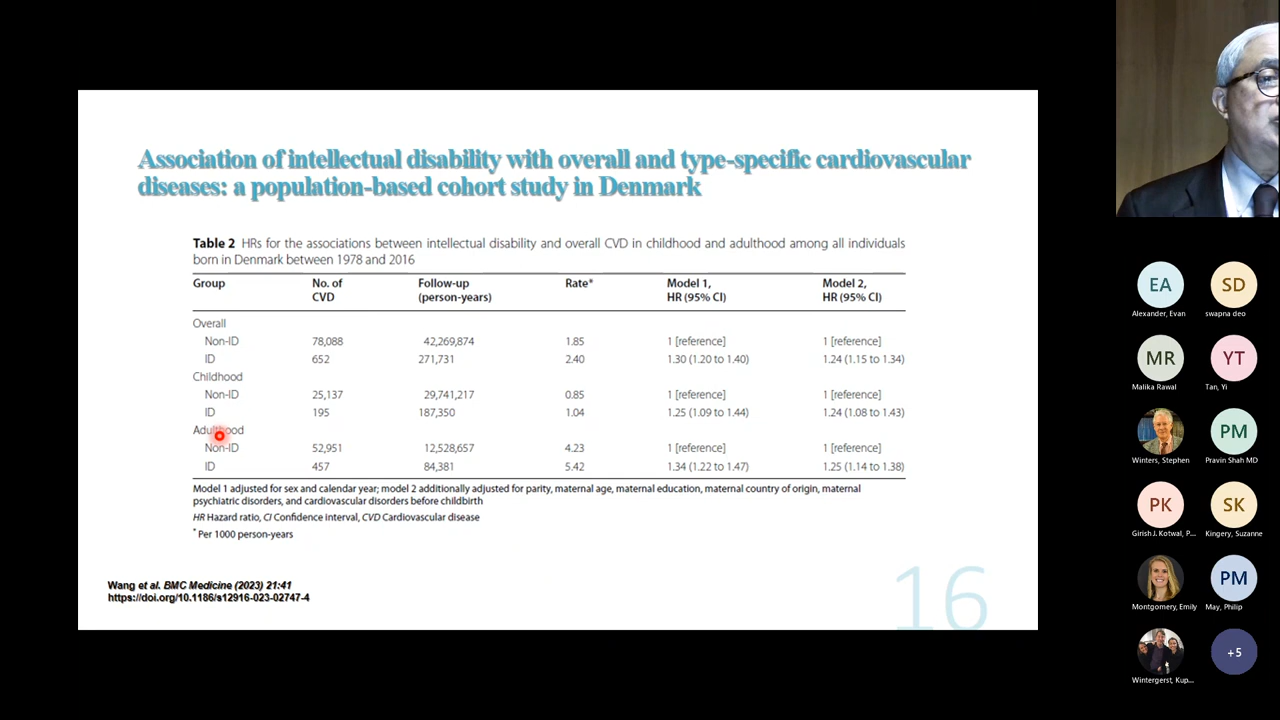 Association of intellectual disability with overall and type-specific cardiovascular
diseases: a population-based cohort study in Denmark
Table 2 HRs for the associations between intellectual disability and overall CVD in childhood and adulthood among all individuals
born in Denmark between 1978 and 2016
Group No. of CVD Follow-up (person-years) Rate* Model 1, HR (95% CI) Model 2, HR (95% CI)
Overall
Non-ID 78,088 42,269,874 1.85 1 [reference] 1 [reference]
ID 652 271,731 2.40 1.30 (1.20 to 1.40) 1.24 (1.15 to 1.34)
Childhood
Non-ID 25,137 29,741,217 0.85 1 [reference] 1 [reference]
ID 195 187,350 1.04 1.25 (1.09 to 1.44) 1.24 (1.08 to 1.43)
Adulthood
Non-ID 52,951 12,528,657 4.23 1 [reference] 1 [reference]
ID 457 84,381 5.42 1.34 (1.22 to 1.47) 1.25 (1.14 to 1.38)
Model 1 adjusted for sex and calendar year; model 2 additionally adjusted for parity, maternal age, maternal education, maternal country of origin, maternal
psychiatric disorders, and cardiovascular disorders before childbirth
HR Hazard ratio, CI Confidence interval, CVD Cardiovascular disease
* Per 1000 person-years
Wang et al. BMC Medicine (2023) 21:41
https://doi.org/10.1186/s12916-023-02747-4
16
EA SD
Alexander, Evan swapna deo
MR YT
Malika Rawal Tan, Yi
PM
Winters, Stephen Pravin Shah MD
PK SK
Girish J. Kotwal, P... Kingery, Suzanne
PM
Montgomery, Emily May, Philip
+5
Wintergerst, Kup...